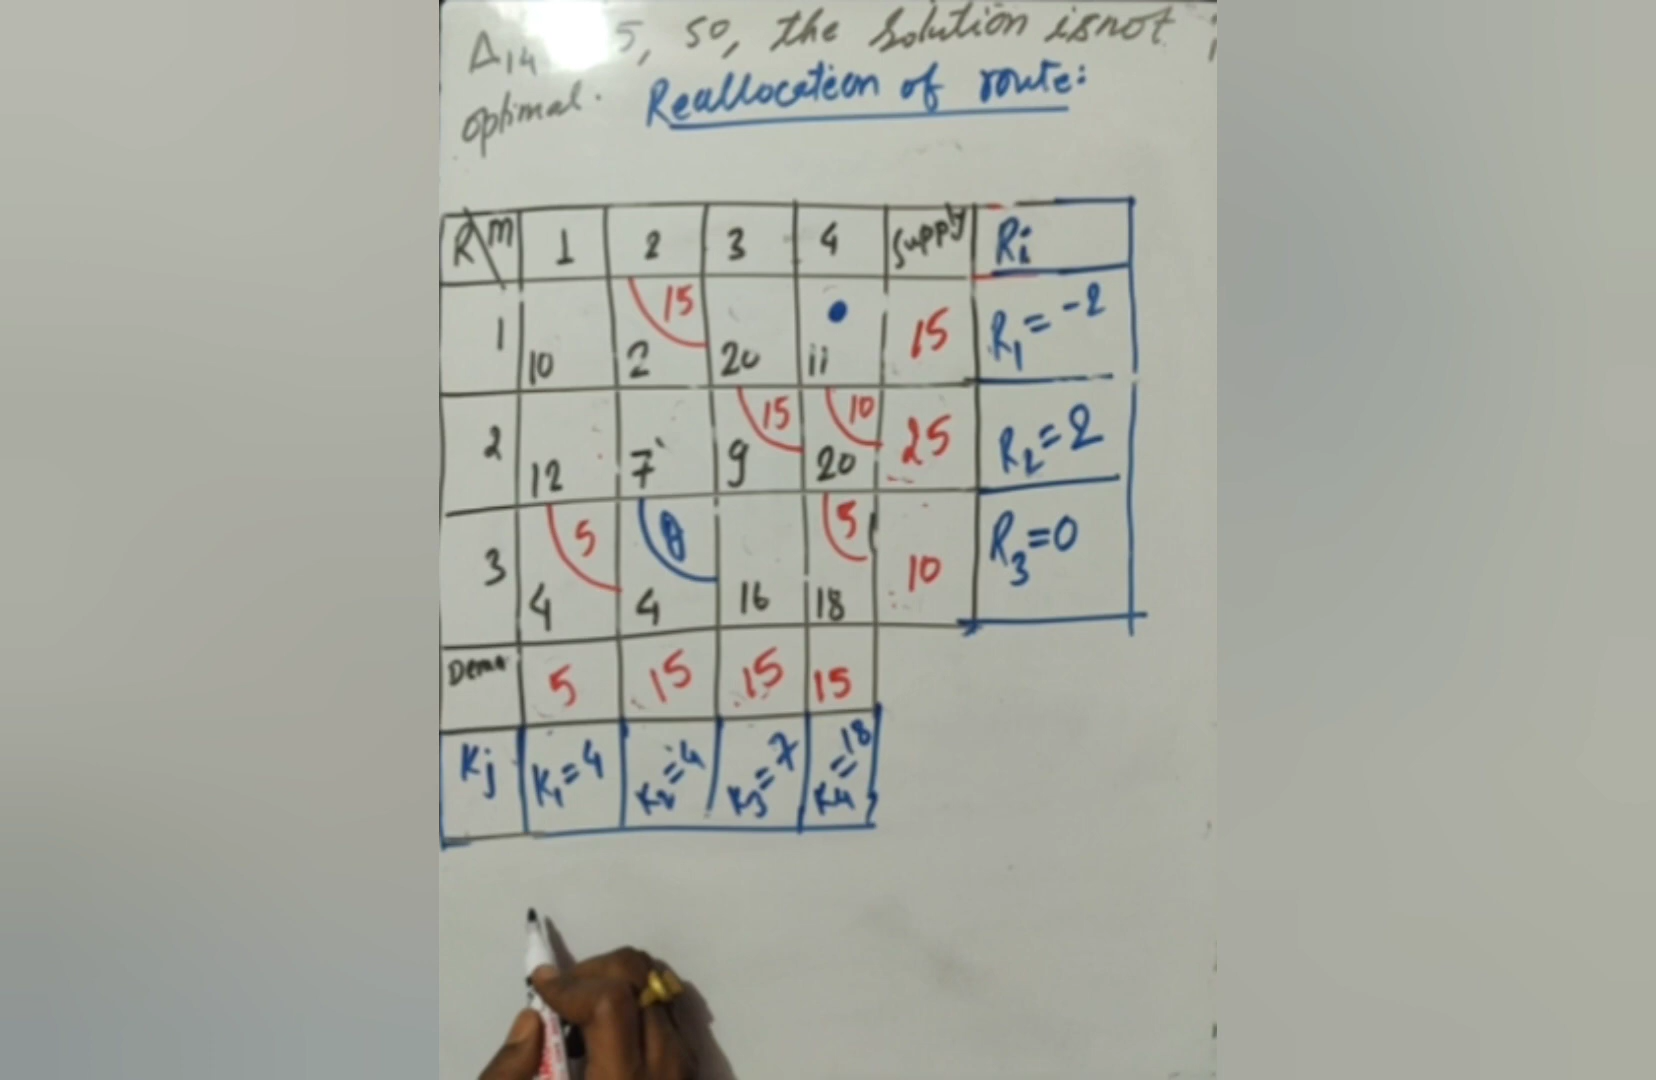 Δ14 5, so, the solution is not
optimal. Reallocation of route:
R m 1 2 3 4 Supply Ri
1 10 2 15 20 11 15 R1 = -2
2 12 7 9 15 20 10 25 R2 = 2
3 4 5 4 θ 16 18 5 10 R3 = 0
Dem 5 15 15 15
Kj K1 = 4 K2 = 4 K3 = 7 K4 = 18